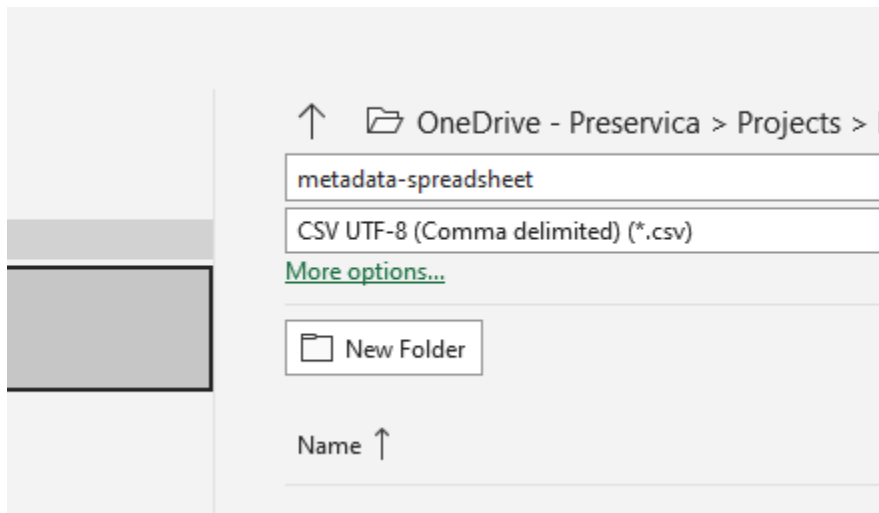 OneDrive - Preservica > Projects >
metadata-spreadsheet
CSV UTF-8 (Comma delimited) (*.csv)
More options...
New Folder
Name